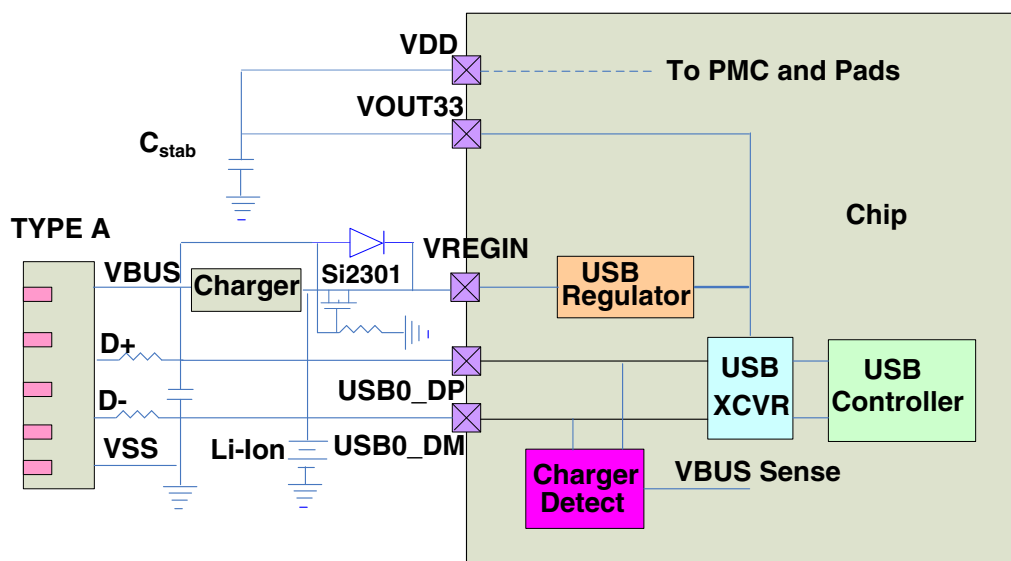 VDD
To PMC and Pads
VOUT33
Cstab
Chip
TYPE A
VREGIN
VBUS
Charger
Si2301
USB
Regulator
D+
USB0_DP
USB
XCVR
USB
Controller
D-
USB0_DM
VSS
Li-Ion
Charger
Detect
VBUS Sense